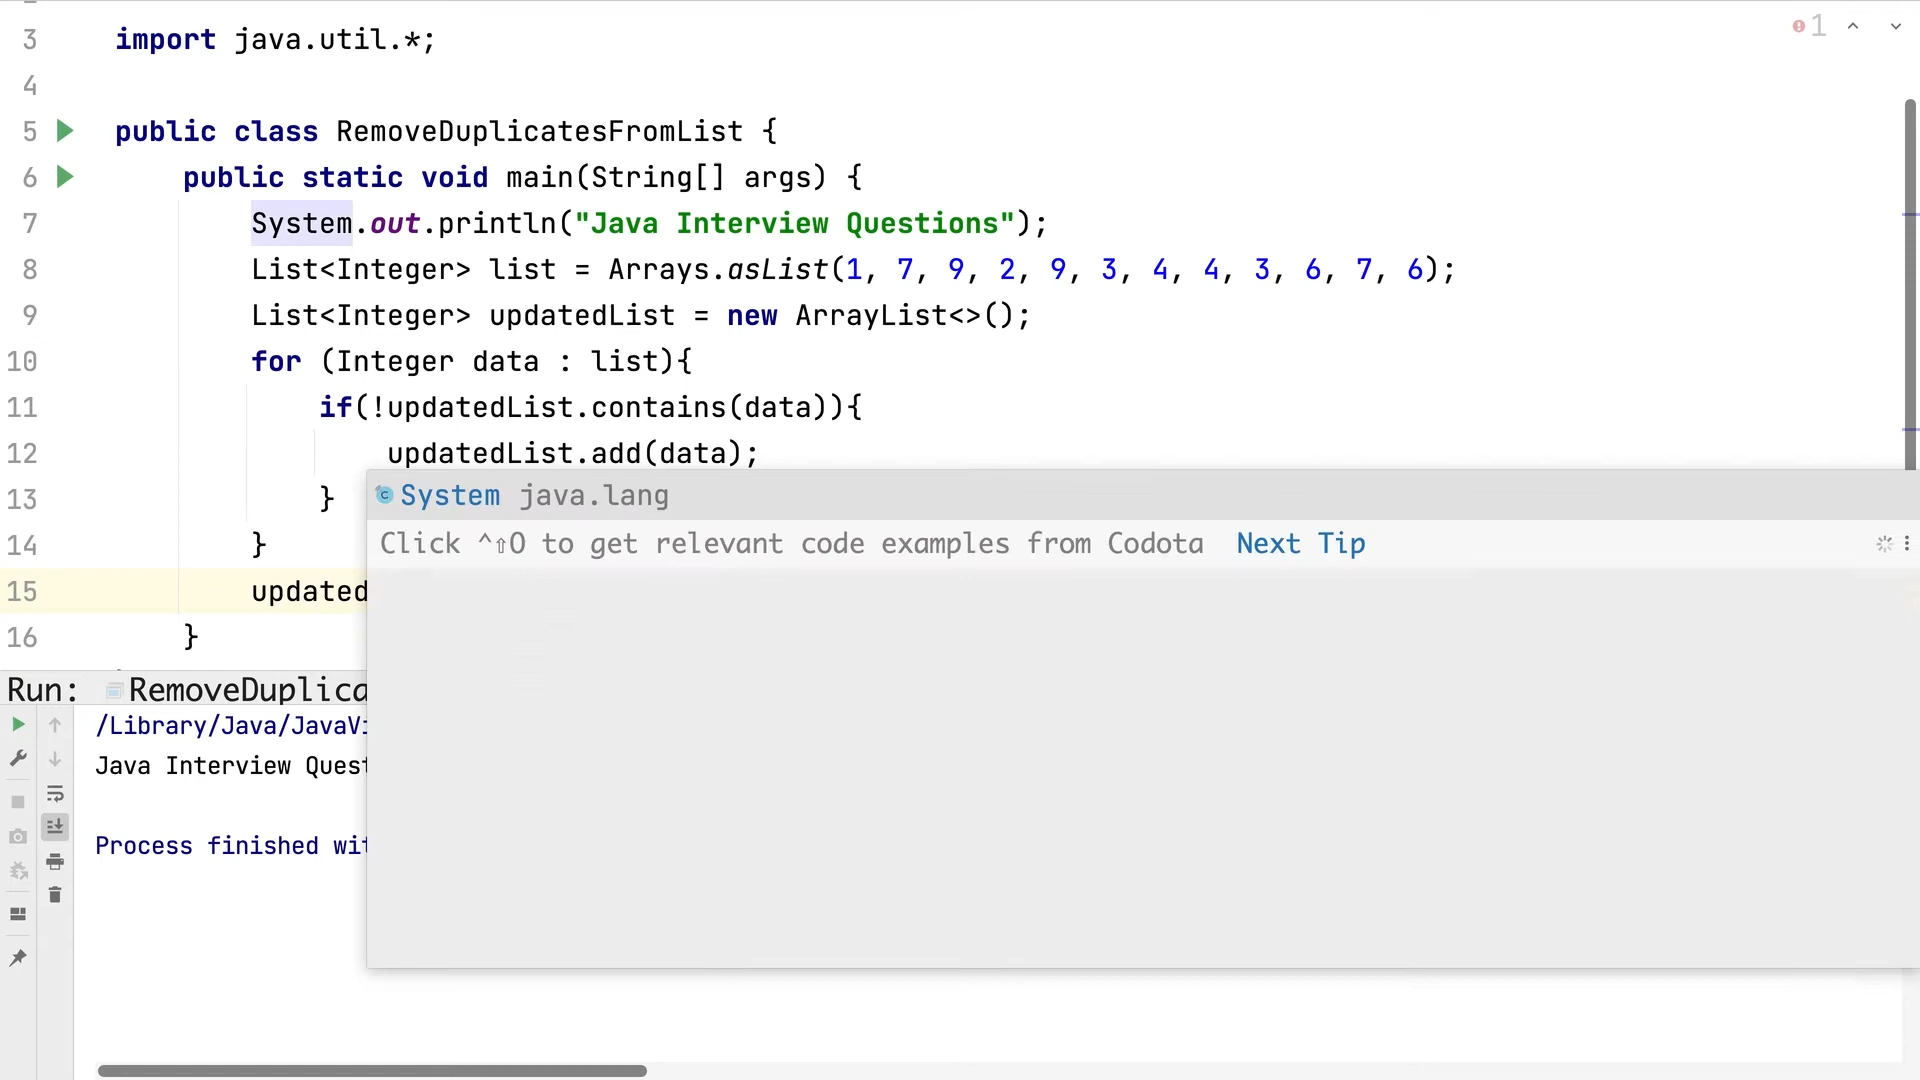 3 import java.util.*;
4
5 public class RemoveDuplicatesFromList {
6 public static void main(String[] args) {
7 System.out.println("Java Interview Questions");
8 List<Integer> list = Arrays.asList(1, 7, 9, 2, 9, 3, 4, 4, 3, 6, 7, 6);
9 List<Integer> updatedList = new ArrayList<>();
10 for (Integer data : list){
11 if(!updatedList.contains(data)){
12 updatedList.add(data);
13 }
14 }
15 updated
16 }
1
System java.lang
Click ^⇧O to get relevant code examples from Codota Next Tip
Run: RemoveDuplica
/Library/Java/JavaVi
Java Interview Quest
Process finished wit